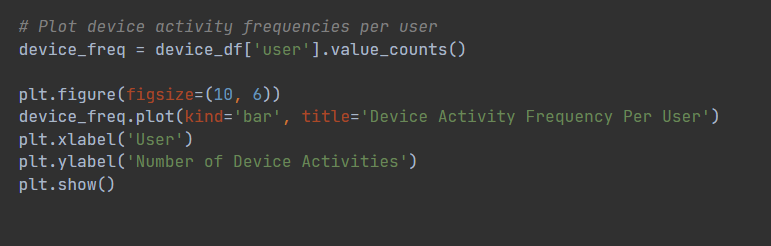 # Plot device activity frequencies per user
device_freq = device_df['user'].value_counts()
plt.figure(figsize=(10, 6))
device_freq.plot(kind='bar', title='Device Activity Frequency Per User')
plt.xlabel('User')
plt.ylabel('Number of Device Activities')
plt.show()